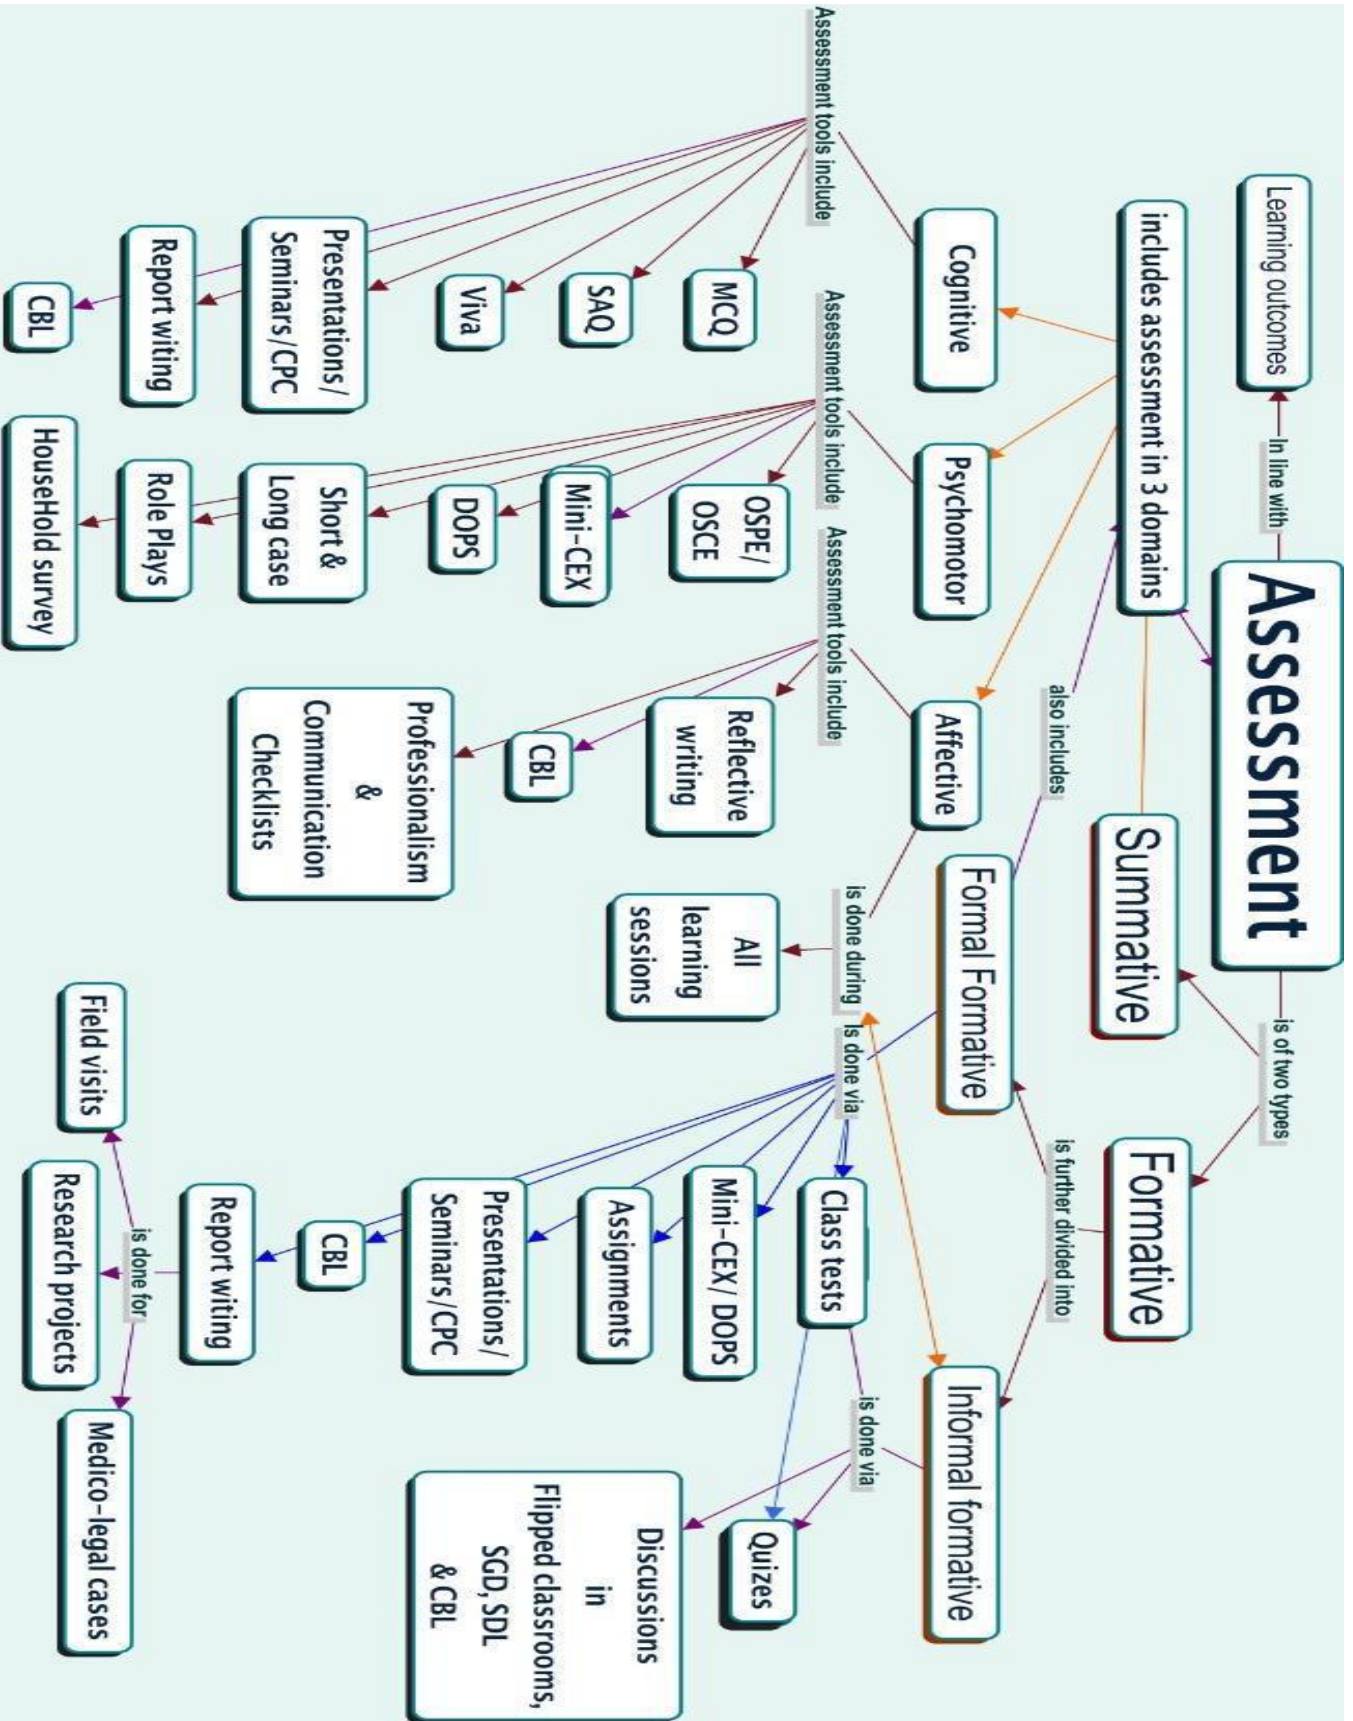 Assessment
In line with
Learning outcomes
is of two types
includes assessment in 3 domains
Summative
Formative
also includes
is further divided into
Cognitive
Psychomotor
Affective
Formal Formative
Informal formative
Assessment tools include
Assessment tools include
Assessment tools include
is done during
Is done via
is done via
MCQ
SAQ
Viva
Presentations/
Seminars/CPC
Report witing
CBL
OSPE/
OSCE
Mini-CEX
DOPS
Short &
Long case
Role Plays
HouseHold survey
Reflective
writing
CBL
Professionalism
&
Communication
Checklists
All
learning
sessions
Class tests
Mini-CEX/ DOPS
Assignments
Presentations/
Seminars/CPC
CBL
Report witing
is done for
Field visits
Research projects
Medico-legal cases
Quizes
Discussions
in
Flipped classrooms,
SGD, SDL
& CBL